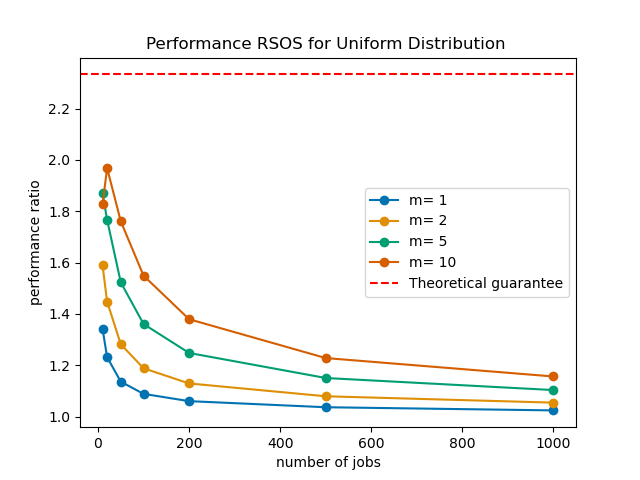 Performance RSOS for Uniform Distribution
performance ratio
2.2
2.0
1.8
1.6
1.4
1.2
1.0
m= 1
m= 2
m= 5
m= 10
Theoretical guarantee
0 200 400 600 800 1000
number of jobs